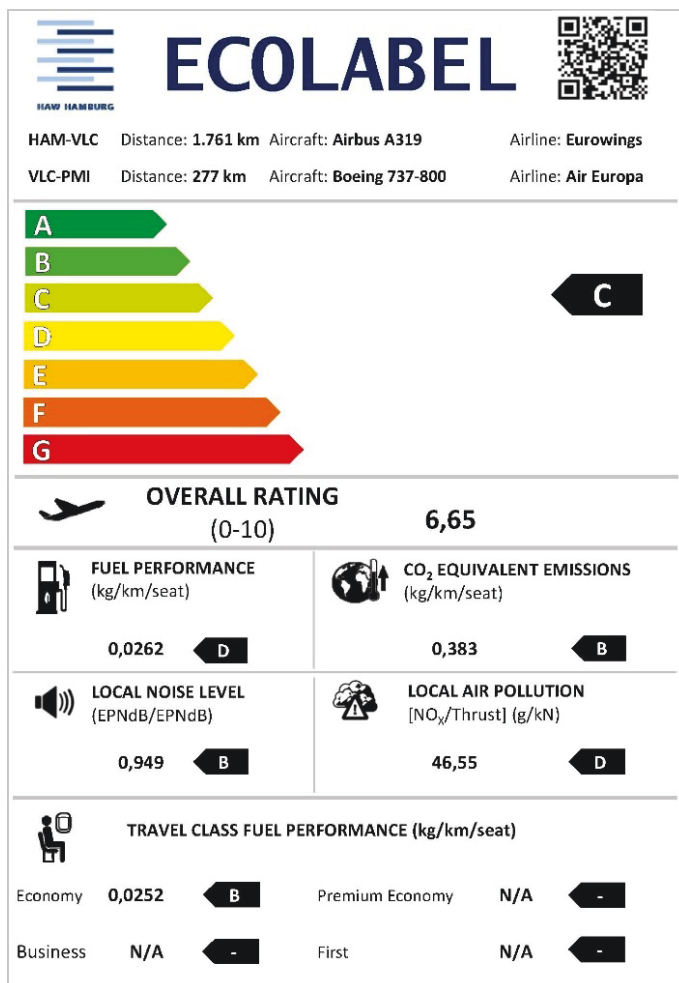 HAW HAMBURG
ECOLABEL
HAM-VLC Distance: 1.761 km Aircraft: Airbus A319 Airline: Eurowings
VLC-PMI Distance: 277 km Aircraft: Boeing 737-800 Airline: Air Europa
A
B
C
C
D
E
F
G
OVERALL RATING
(0-10)
6,65
FUEL PERFORMANCE
(kg/km/seat)
0,0262 D
CO₂ EQUIVALENT EMISSIONS
(kg/km/seat)
0,383 B
LOCAL NOISE LEVEL
(EPNdB/EPNdB)
0,949 B
LOCAL AIR POLLUTION
[NOₓ/Thrust] (g/kN)
46,55 D
TRAVEL CLASS FUEL PERFORMANCE (kg/km/seat)
Economy 0,0252 B Premium Economy N/A -
Business N/A - First N/A -